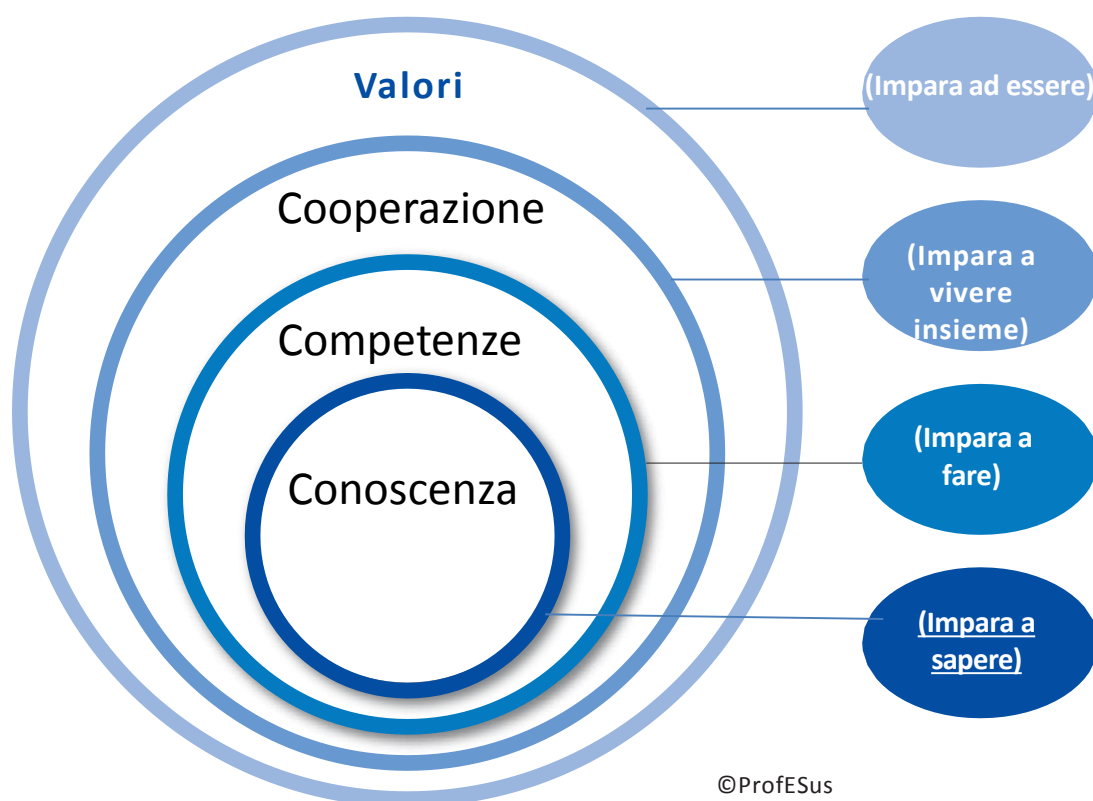 Valori
(Impara ad essere)
Cooperazione
(Impara a
vivere
insieme)
Competenze
(Impara a
fare)
Conoscenza
(Impara a
sapere)
©ProfESus